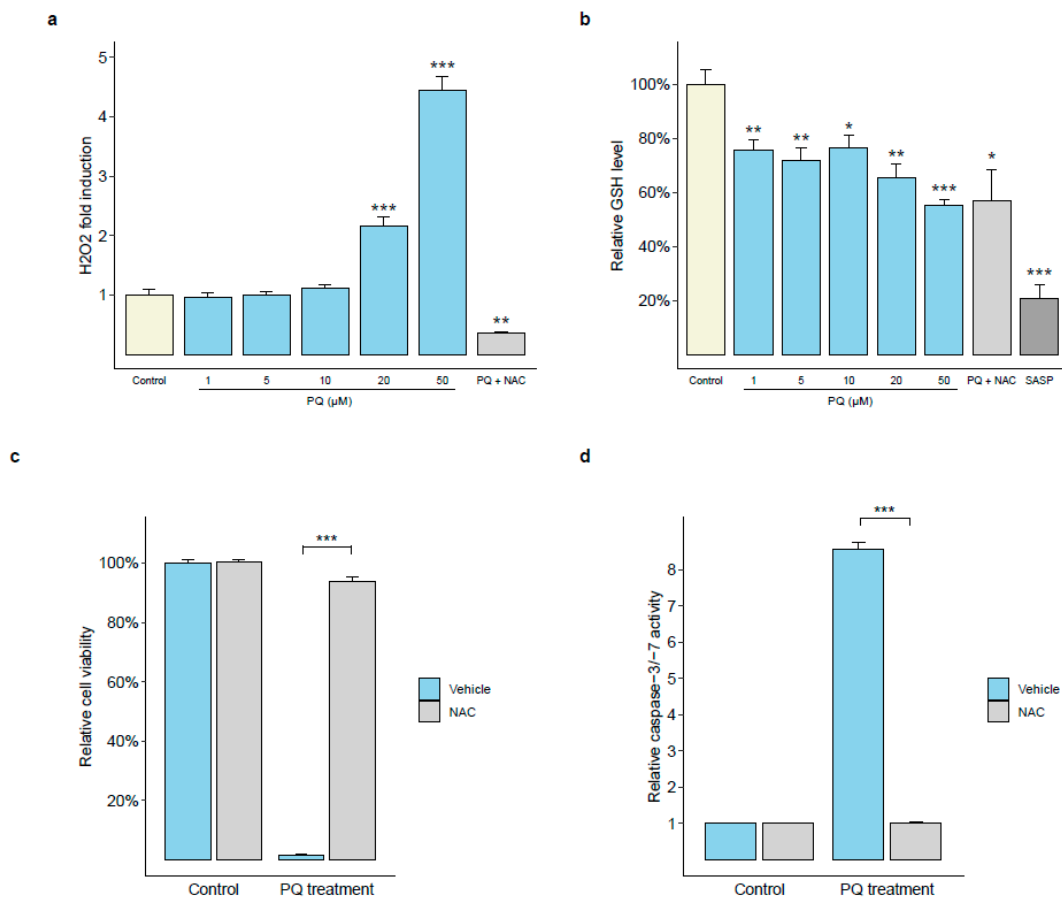 a
H2O2 fold induction
5
4
3
2
1
***
***
**
Control
1
5
10
20
50
PQ + NAC
PQ (µM)
b
Relative GSH level
100%
80%
60%
40%
20%
**
**
*
**
***
*
***
Control
1
5
10
20
50
PQ + NAC
SASP
PQ (µM)
c
Relative cell viability
100%
80%
60%
40%
20%
***
Control
PQ treatment
Vehicle
NAC
d
Relative caspase−3/−7 activity
8
7
6
5
4
3
2
1
***
Control
PQ treatment
Vehicle
NAC